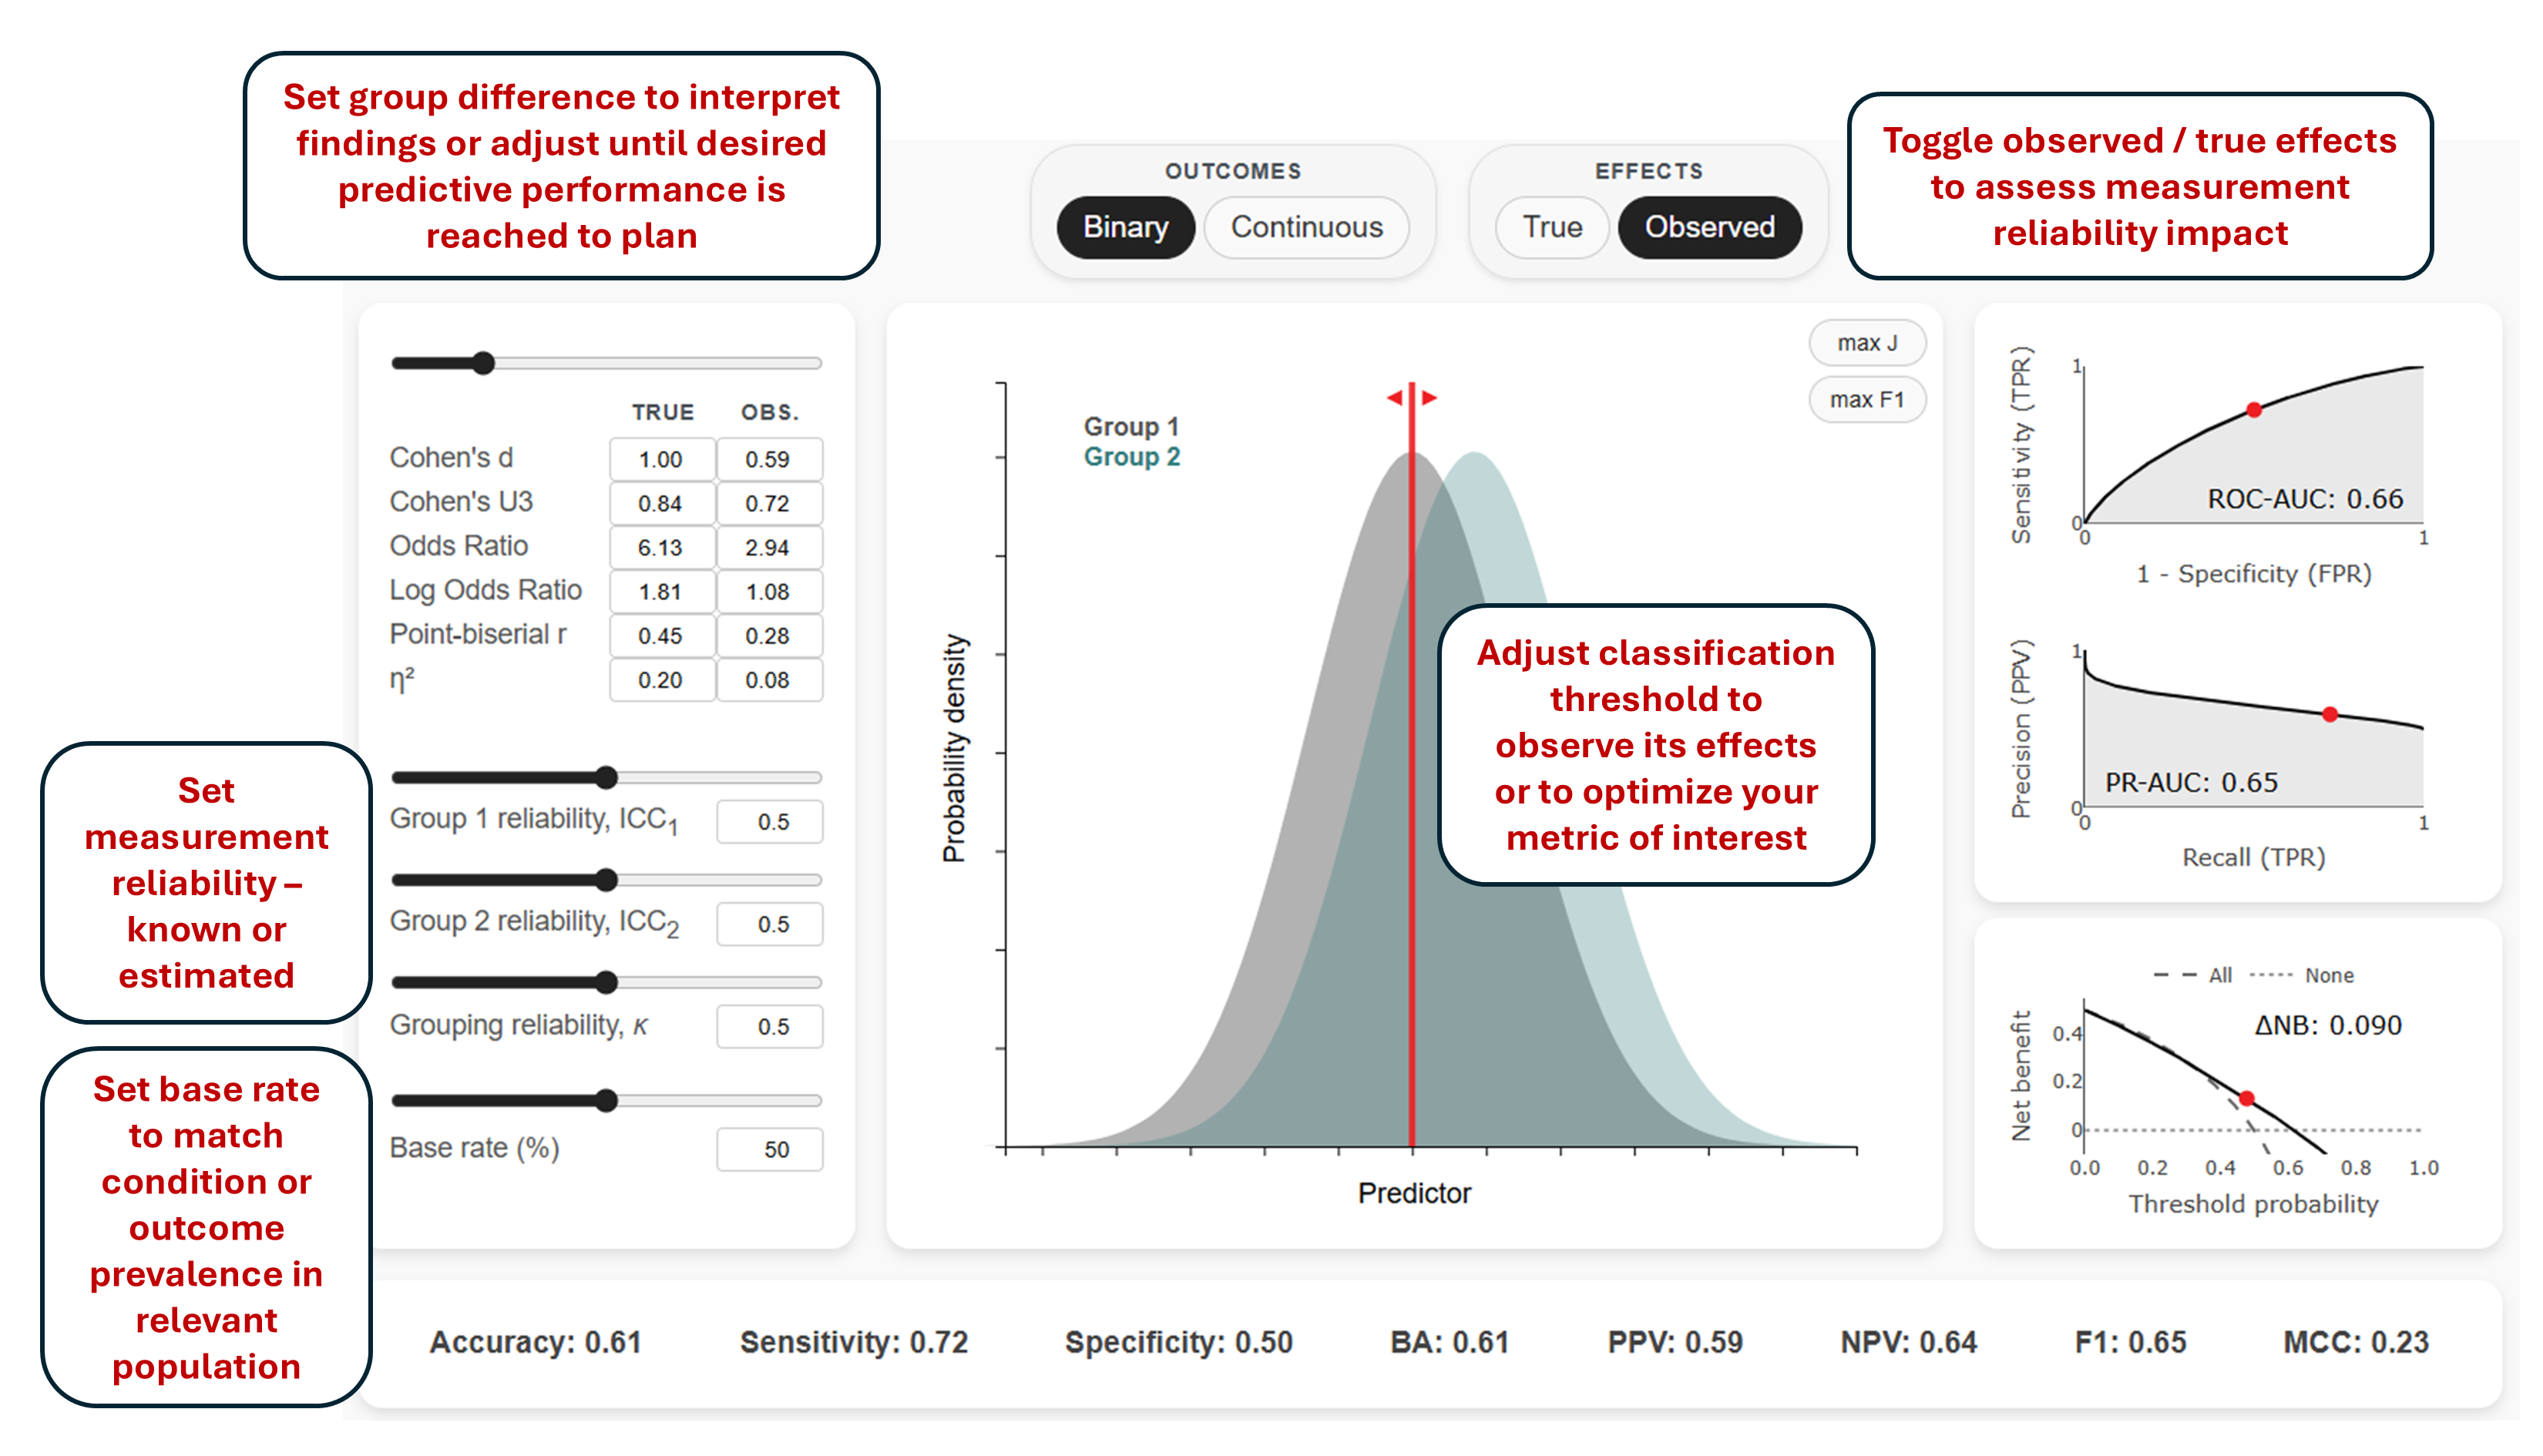 Set group difference to interpret
findings or adjust until desired
predictive performance is
reached to plan
OUTCOMES
Binary
Continuous
EFFECTS
True
Observed
Toggle observed / true effects
to assess measurement
reliability impact
TRUE OBS.
Cohen's d 1.00 0.59
Cohen's U3 0.84 0.72
Odds Ratio 6.13 2.94
Log Odds Ratio 1.81 1.08
Point-biserial r 0.45 0.28
η² 0.20 0.08
Group 1 reliability, ICC₁ 0.5
Group 2 reliability, ICC₂ 0.5
Grouping reliability, κ 0.5
Base rate (%) 50
Set
measurement
reliability –
known or
estimated
Set base rate
to match
condition or
outcome
prevalence in
relevant
population
max J
max F1
Group 1
Group 2
Probability density
Predictor
Adjust classification
threshold to
observe its effects
or to optimize your
metric of interest
Sensitivity (TPR)
1
0
ROC-AUC: 0.66
0 1
1 - Specificity (FPR)
Precision (PPV)
1
0
PR-AUC: 0.65
0 1
Recall (TPR)
All None
Net benefit
ΔNB: 0.090
0.4
0.2
0
0.0 0.2 0.4 0.6 0.8 1.0
Threshold probability
Accuracy: 0.61 Sensitivity: 0.72 Specificity: 0.50 BA: 0.61 PPV: 0.59 NPV: 0.64 F1: 0.65 MCC: 0.23